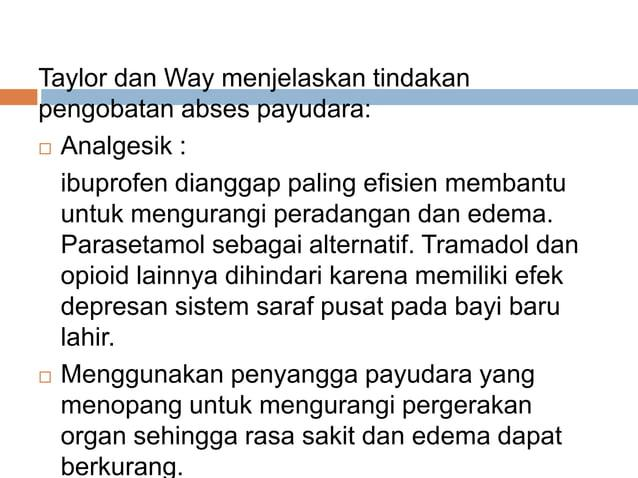 Taylor dan Way menjelaskan tindakan
pengobatan abses payudara:
Analgesik :
ibuprofen dianggap paling efisien membantu
untuk mengurangi peradangan dan edema.
Parasetamol sebagai alternatif. Tramadol dan
opioid lainnya dihindari karena memiliki efek
depresan sistem saraf pusat pada bayi baru
lahir.
Menggunakan penyangga payudara yang
menopang untuk mengurangi pergerakan
organ sehingga rasa sakit dan edema dapat
berkurang.